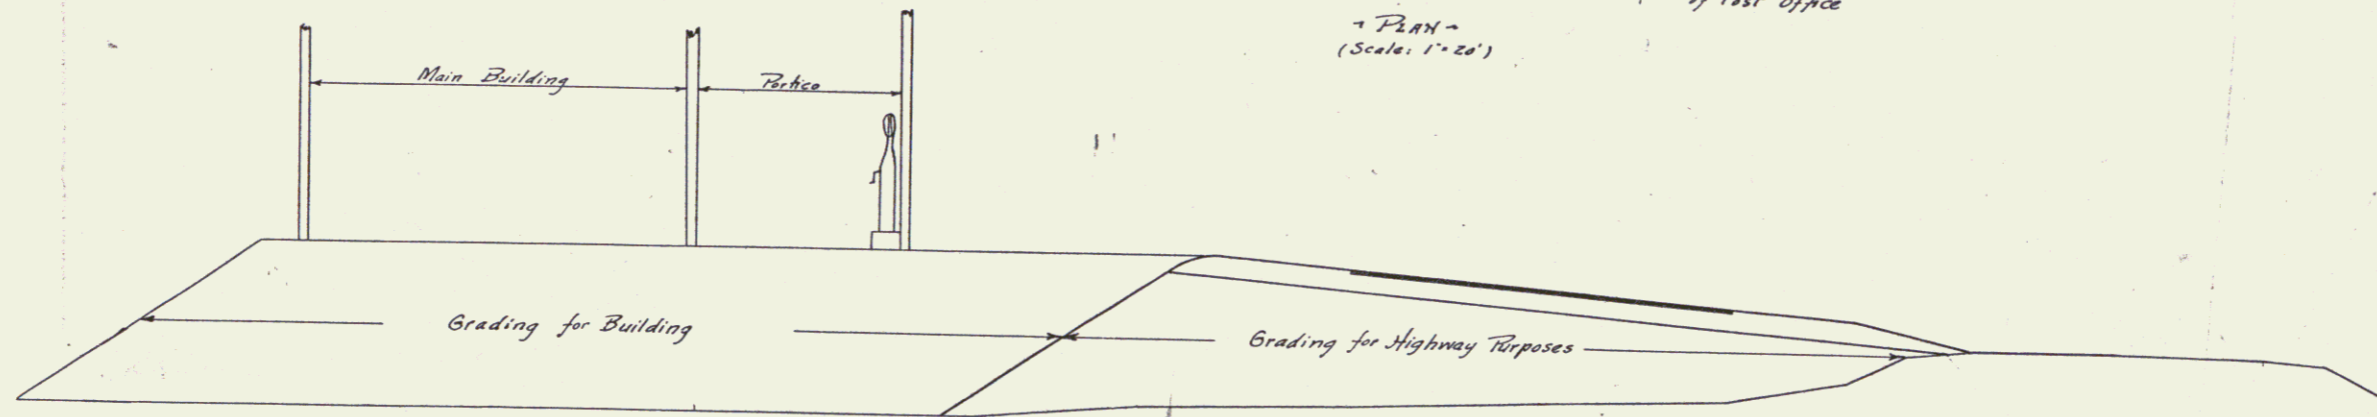 of Post Office
- PLAN -
(Scale: 1"=20')
Main Building
Portico
Grading for Building
Grading for Highway Purposes